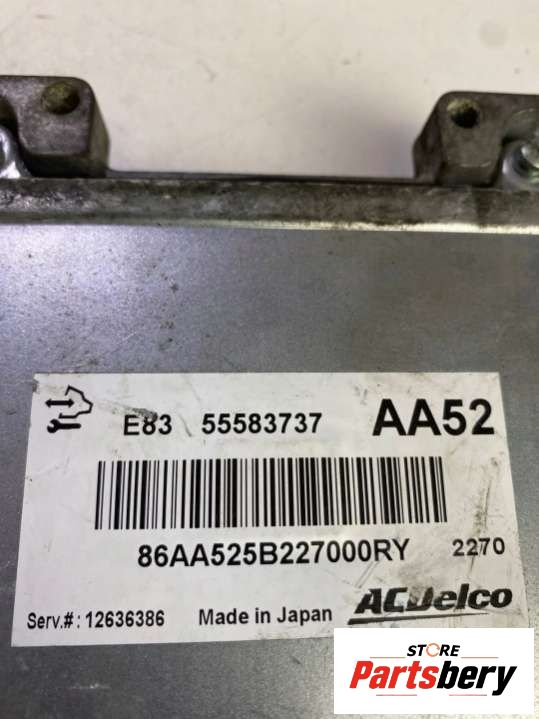 E83 55583737 AA52
86AA525B227000RY 2270
Serv.#: 12636386 Made in Japan ACDelco
STORE
Partsbery